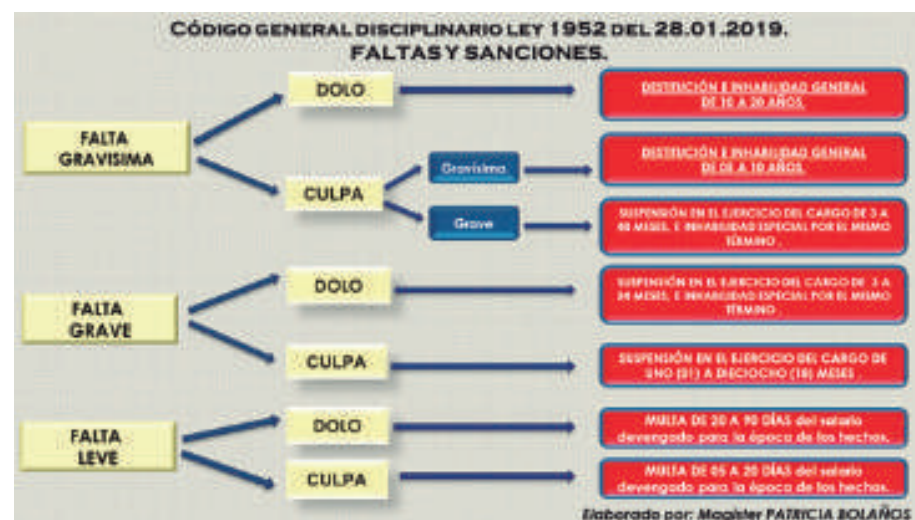 CÓDIGO GENERAL DISCIPLINARIO LEY 1952 DEL 28.01.2019.
FALTAS Y SANCIONES.
FALTA
GRAVISIMA
DOLO
DESTITUCIÓN E INHABILIDAD GENERAL
DE 10 A 20 AÑOS.
CULPA
Gravísima
DESTITUCIÓN E INHABILIDAD GENERAL
DE 05 A 10 AÑOS.
Grave
SUSPENSIÓN EN EL EJERCICIO DEL CARGO DE 3 A
48 MESES, E INHABILIDAD ESPECIAL POR EL MISMO
TÉRMINO.
FALTA
GRAVE
DOLO
SUSPENSIÓN EN EL EJERCICIO DEL CARGO DE 3 A
24 MESES, E INHABILIDAD ESPECIAL POR EL MISMO
TÉRMINO
CULPA
SUSPENSIÓN EN EL EJERCICIO DEL CARGO DE
UNO (01) A DIECIOCHO (18) MESES
FALTA
LEVE
DOLO
MULTA DE 20 A 90 DÍAS del salario
devengado para la época de los hechos.
CULPA
MULTA DE 05 A 20 DÍAS del salario
devengado para la época de los hechos.
Elaborado por: Magister PATRICIA BOLAÑOS